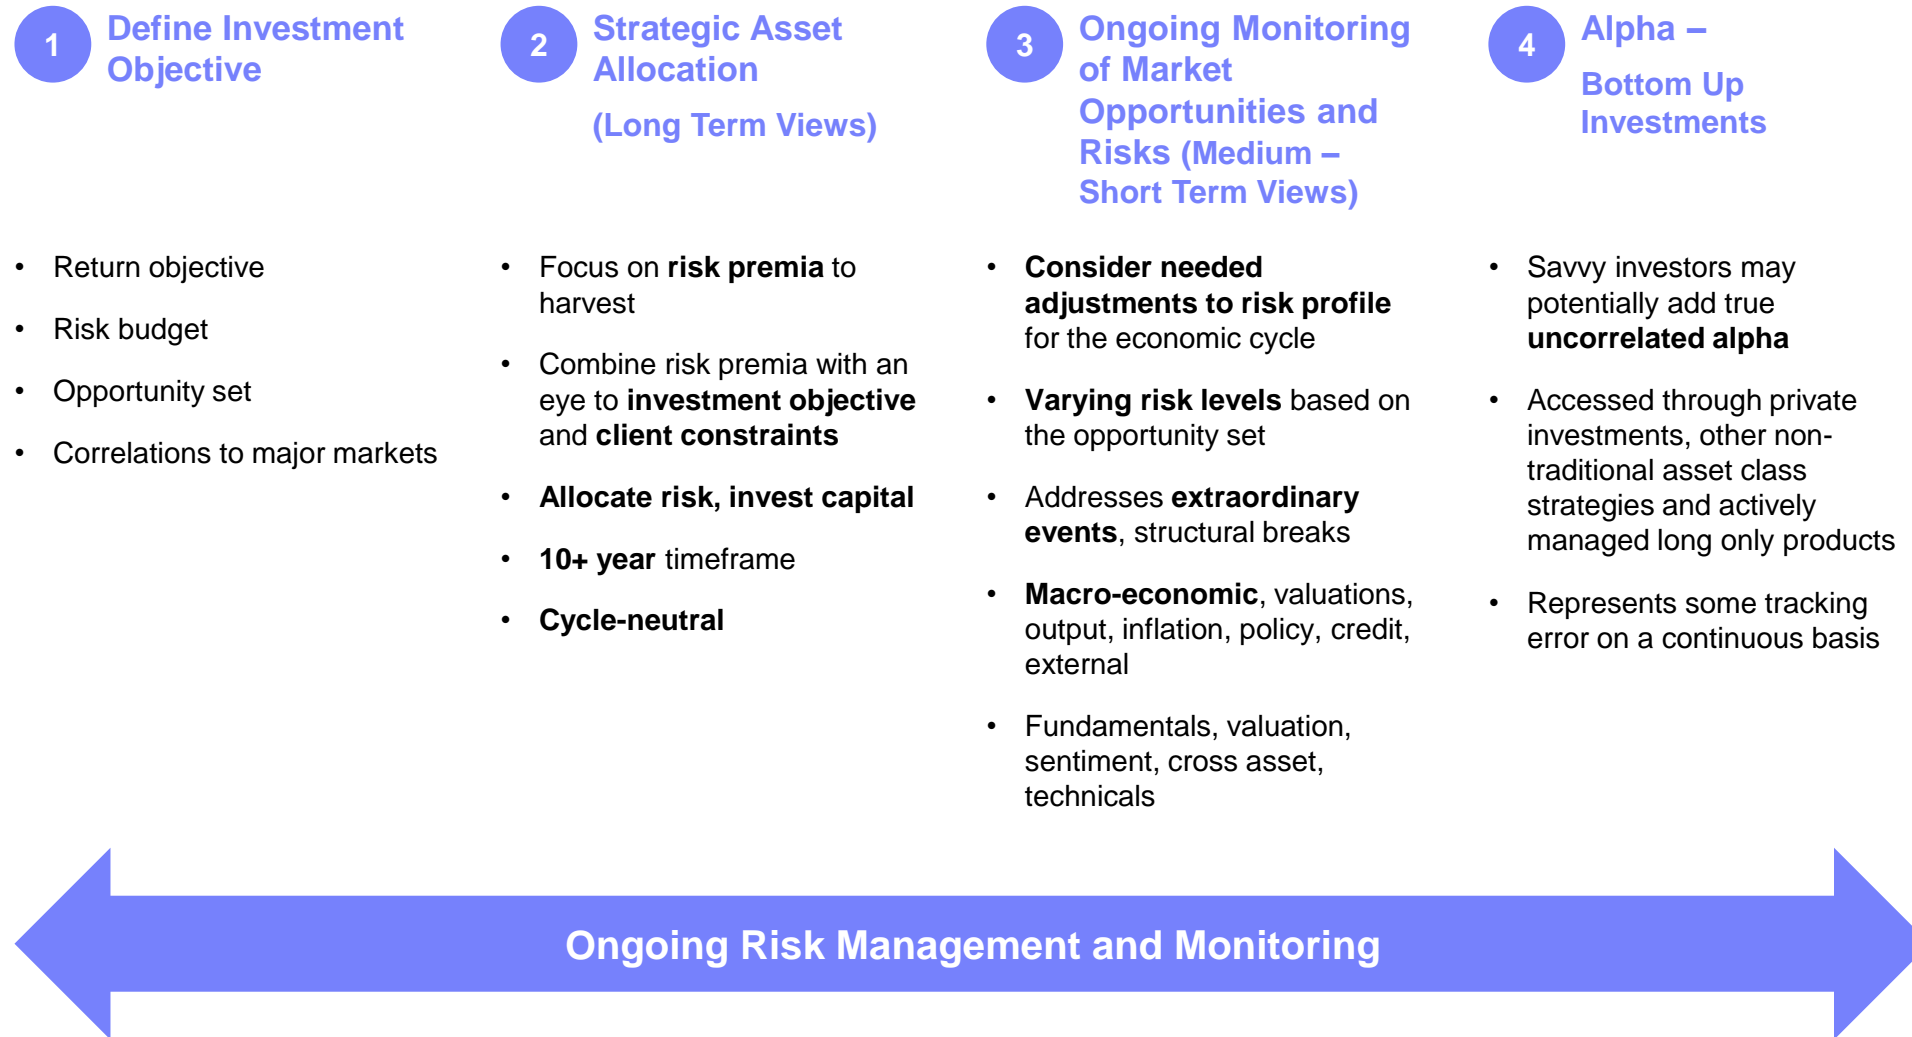 1
Define Investment
Objective
• Return objective
• Risk budget
• Opportunity set
• Correlations to major markets
2
Strategic Asset
Allocation
(Long Term Views)
• Focus on risk premia to
harvest
• Combine risk premia with an
eye to investment objective
and client constraints
• Allocate risk, invest capital
• 10+ year timeframe
• Cycle-neutral
3
Ongoing Monitoring
of Market
Opportunities and
Risks (Medium –
Short Term Views)
• Consider needed
adjustments to risk profile
for the economic cycle
• Varying risk levels based on
the opportunity set
• Addresses extraordinary
events, structural breaks
• Macro-economic, valuations,
output, inflation, policy, credit,
external
• Fundamentals, valuation,
sentiment, cross asset,
technicals
4
Alpha –
Bottom Up
Investments
• Savvy investors may
potentially add true
uncorrelated alpha
• Accessed through private
investments, other non-
traditional asset class
strategies and actively
managed long only products
• Represents some tracking
error on a continuous basis
Ongoing Risk Management and Monitoring